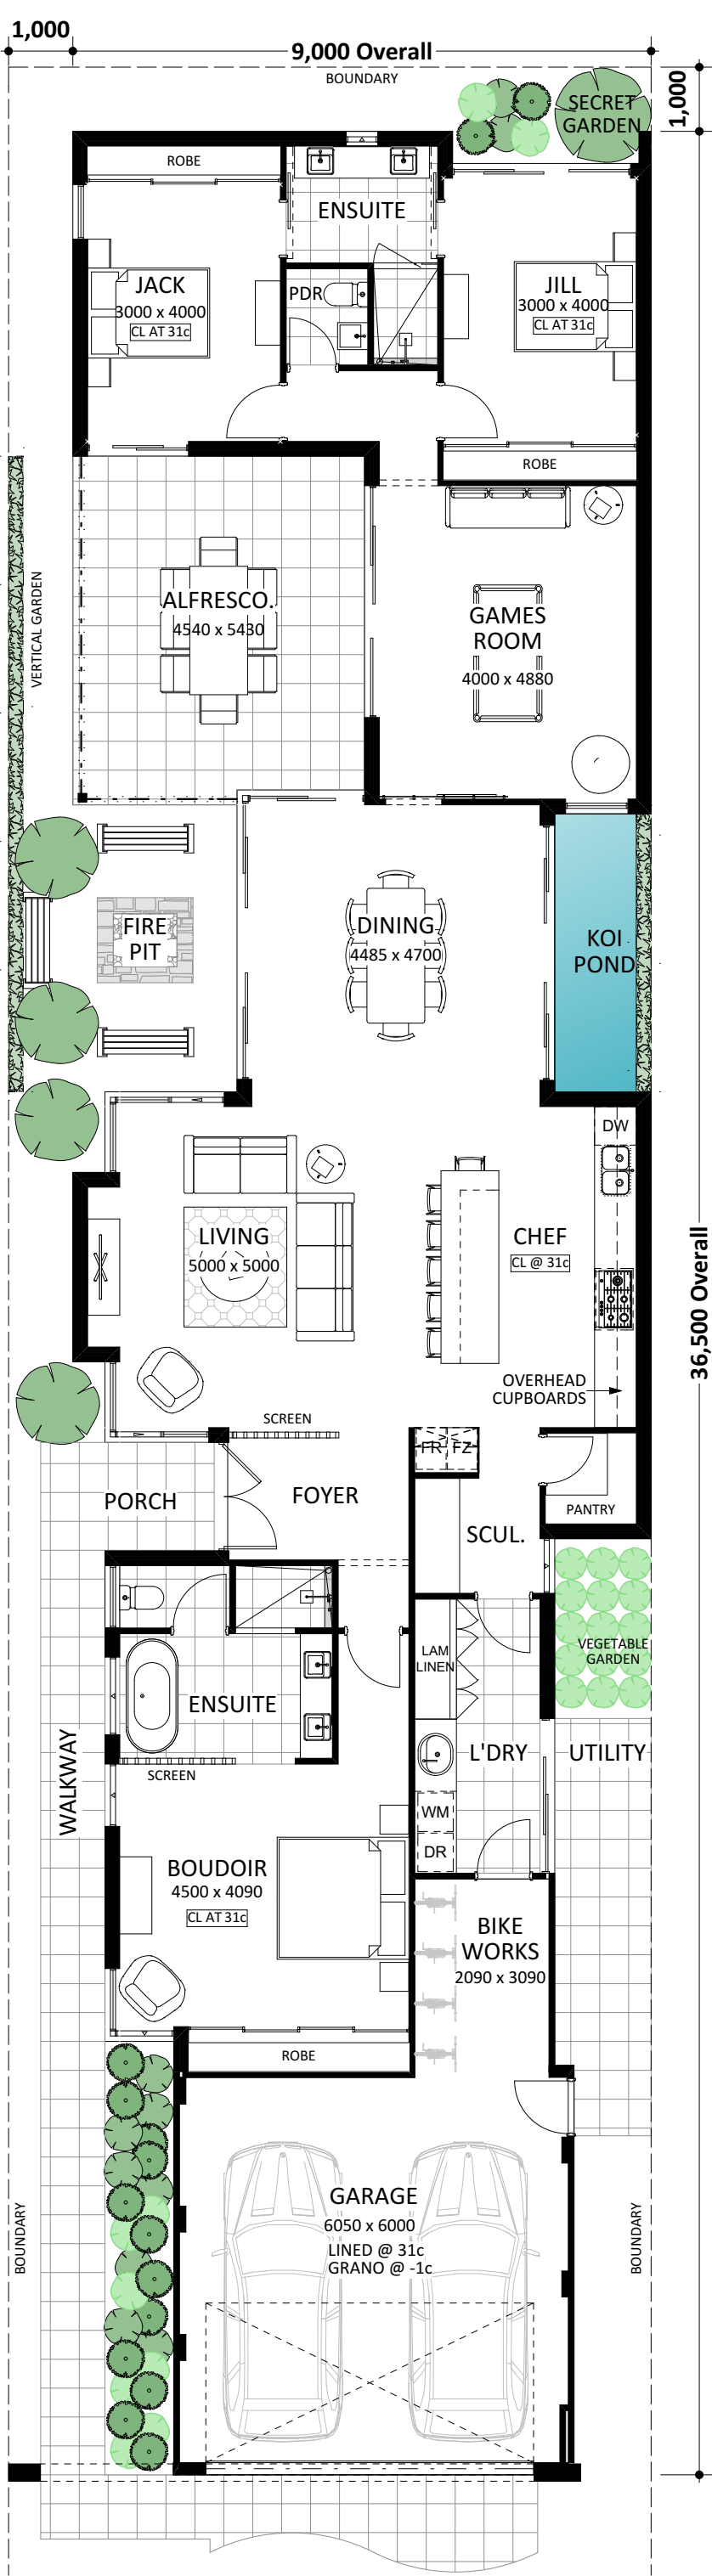 1,000
9,000 Overall
BOUNDARY
1,000
SECRET
GARDEN
ROBE
ENSUITE
JACK
3000 x 4000
CL AT 31c
PDR
JILL
3000 x 4000
CL AT 31c
ROBE
VERTICAL GARDEN
ALFRESCO.
4540 x 5430
GAMES
ROOM
4000 x 4880
FIRE
PIT
DINING
4485 x 4700
KOI
POND
DW
LIVING
5000 x 5000
CHEF
CL @ 31c
36,500 Overall
OVERHEAD
CUPBOARDS
SCREEN
FR FZ
PORCH
FOYER
PANTRY
SCUL.
LAM
LINEN
VEGETABLE
GARDEN
ENSUITE
WALKWAY
SCREEN
L'DRY
UTILITY
WM
DR
BOUDOIR
4500 x 4090
CL AT 31c
BIKE
WORKS
2090 x 3090
ROBE
GARAGE
6050 x 6000
LINED @ 31c
GRANO @ -1c
BOUNDARY
BOUNDARY